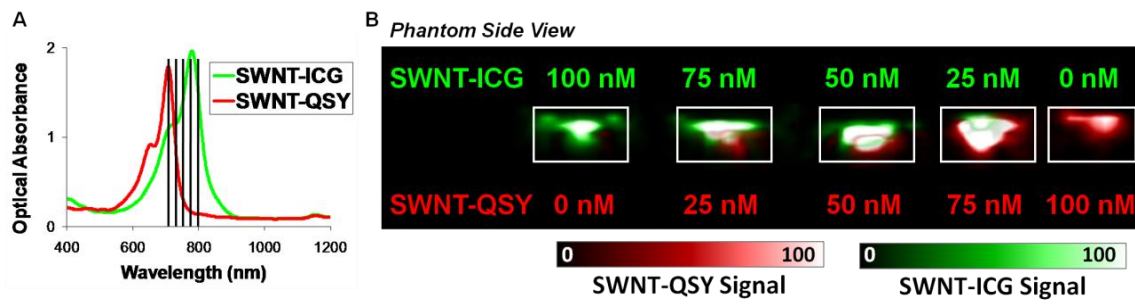 A
Optical Absorbance
2
1
0
400 600 800 1000 1200
Wavelength (nm)
SWNT-ICG
SWNT-QSY
B
Phantom Side View
SWNT-ICG 100 nM 75 nM 50 nM 25 nM 0 nM
SWNT-QSY 0 nM 25 nM 50 nM 75 nM 100 nM
0 100
SWNT-QSY Signal
0 100
SWNT-ICG Signal